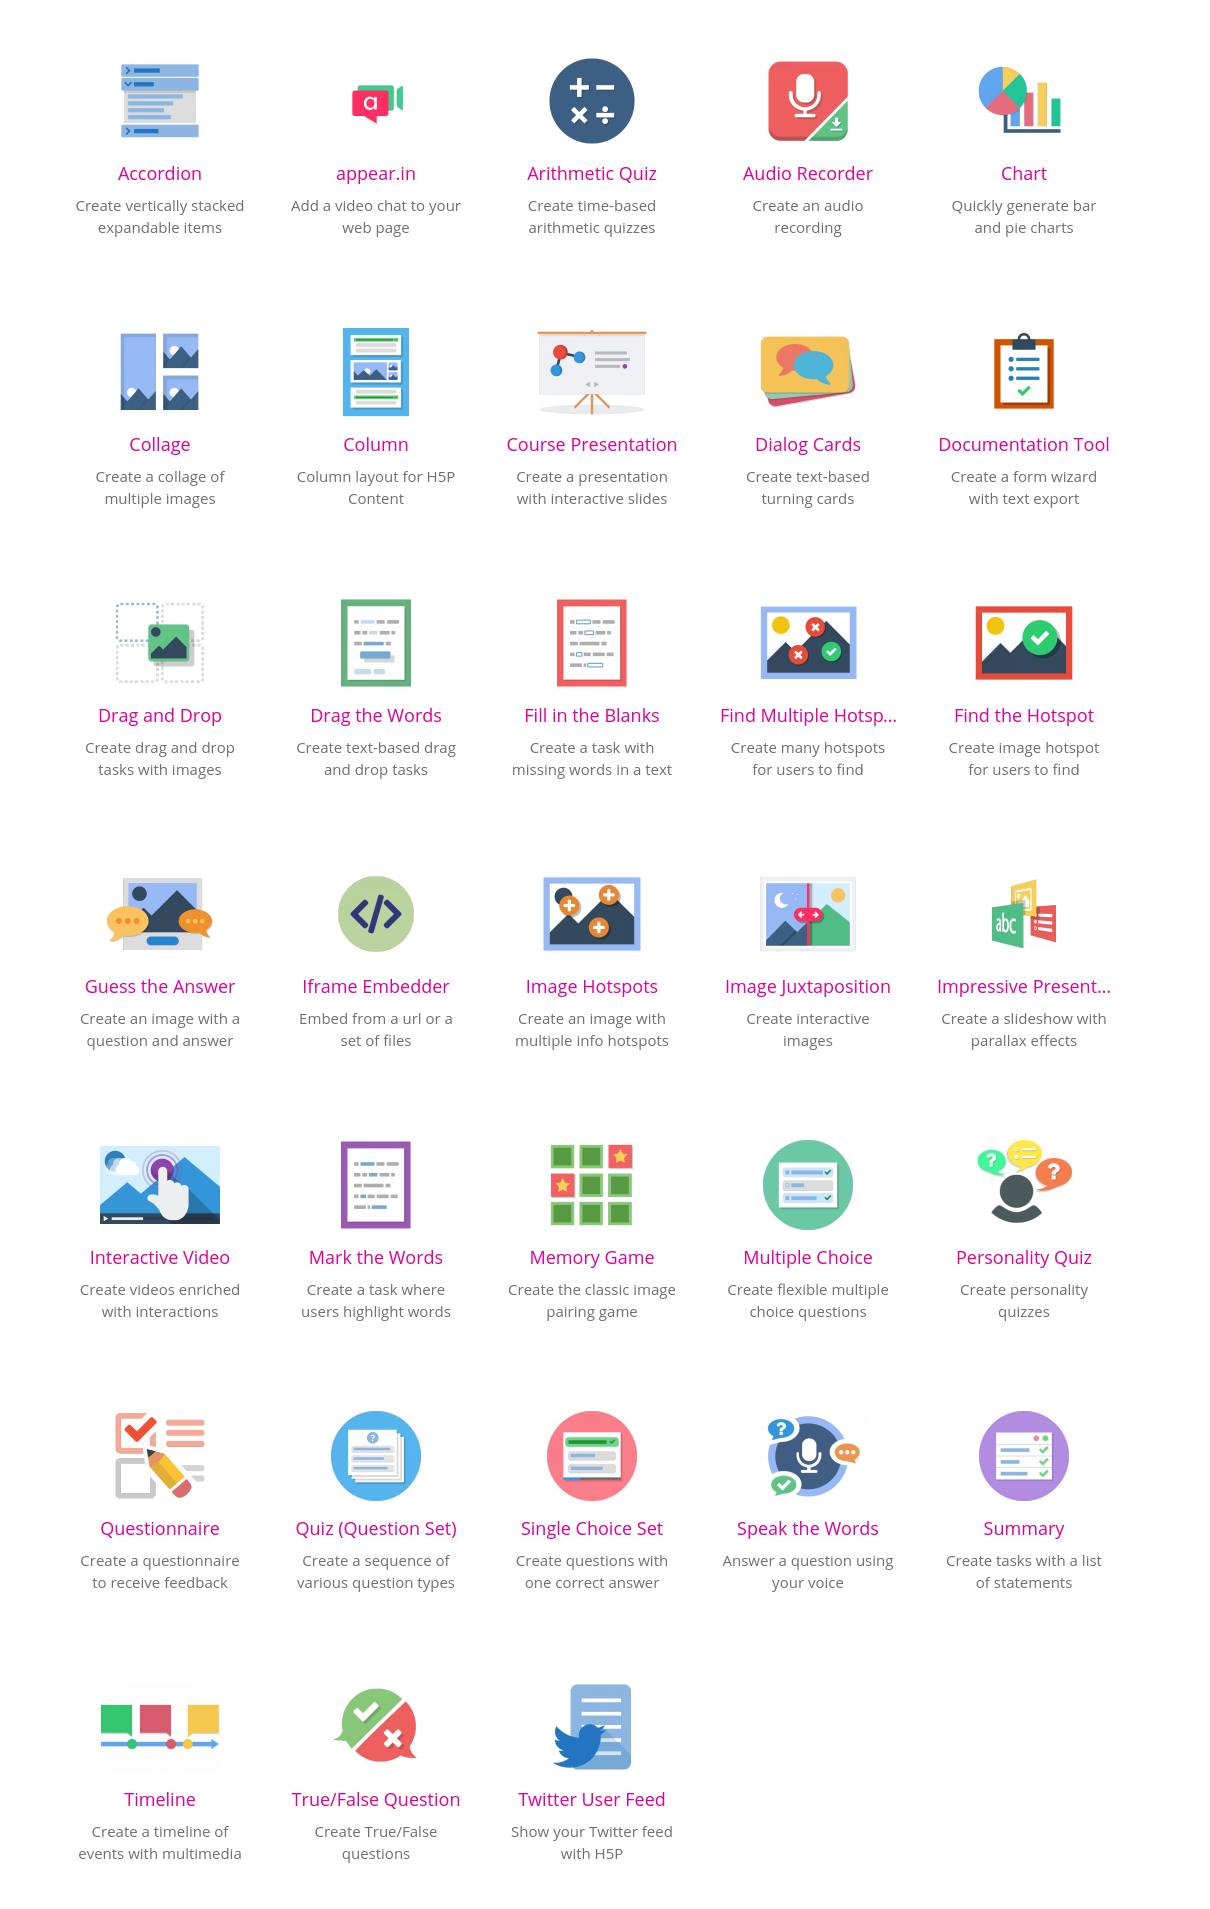 a
Accordion
Create vertically stacked
expandable items
appear.in
Add a video chat to your
web page
Arithmetic Quiz
Create time-based
arithmetic quizzes
Audio Recorder
Create an audio
recording
Chart
Quickly generate bar
and pie charts
Collage
Create a collage of
multiple images
Column
Column layout for H5P
Content
Course Presentation
Create a presentation
with interactive slides
Dialog Cards
Create text-based
turning cards
Documentation Tool
Create a form wizard
with text export
Drag and Drop
Create drag and drop
tasks with images
Drag the Words
Create text-based drag
and drop tasks
Fill in the Blanks
Create a task with
missing words in a text
Find Multiple Hotsp...
Create many hotspots
for users to find
Find the Hotspot
Create image hotspot
for users to find
abc
Guess the Answer
Create an image with a
question and answer
Iframe Embedder
Embed from a url or a
set of files
Image Hotspots
Create an image with
multiple info hotspots
Image Juxtaposition
Create interactive
images
Impressive Present...
Create a slideshow with
parallax effects
Interactive Video
Create videos enriched
with interactions
Mark the Words
Create a task where
users highlight words
Memory Game
Create the classic image
pairing game
Multiple Choice
Create flexible multiple
choice questions
Personality Quiz
Create personality
quizzes
Questionnaire
Create a questionnaire
to receive feedback
Quiz (Question Set)
Create a sequence of
various question types
Single Choice Set
Create questions with
one correct answer
Speak the Words
Answer a question using
your voice
Summary
Create tasks with a list
of statements
Timeline
Create a timeline of
events with multimedia
True/False Question
Create True/False
questions
Twitter User Feed
Show your Twitter feed
with H5P